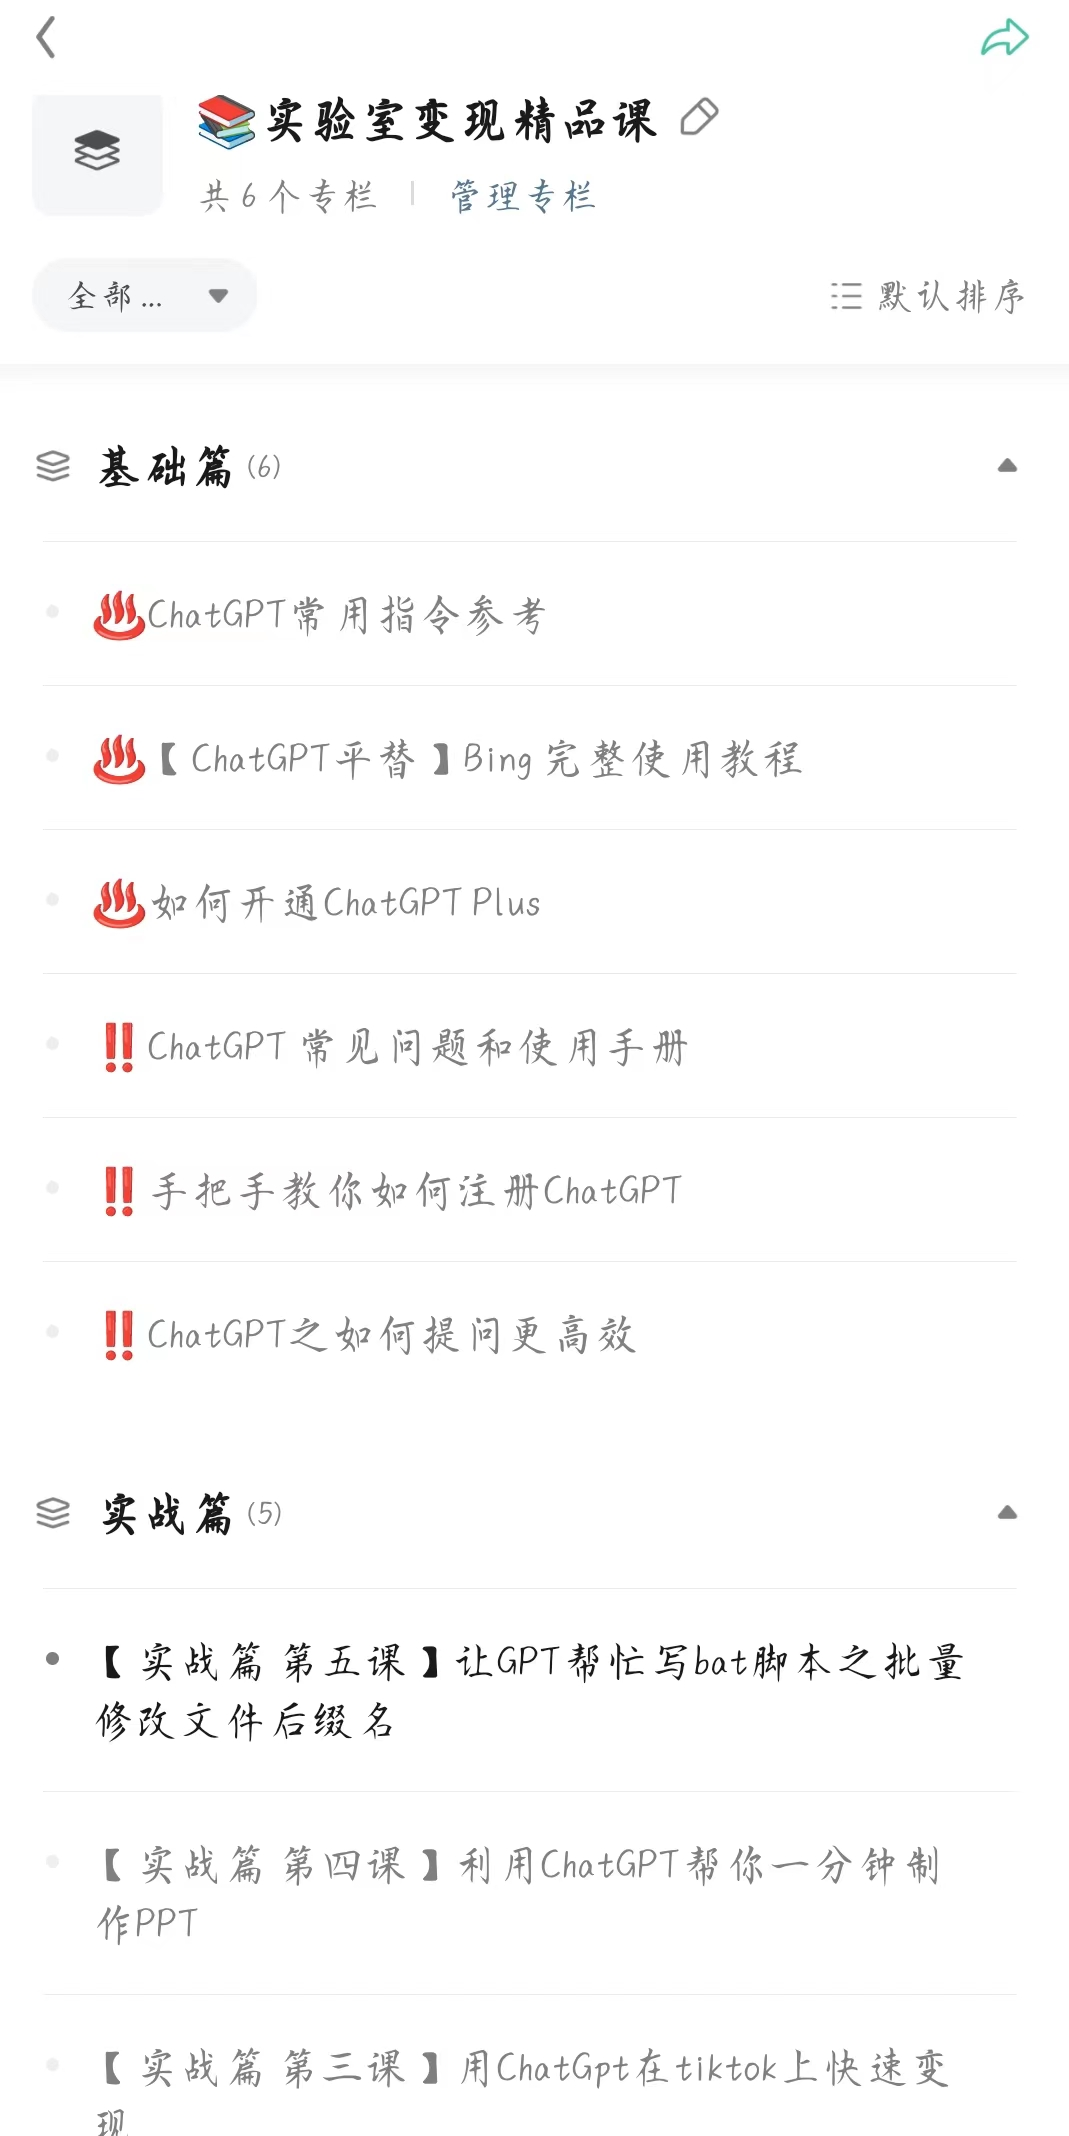 📚实验室变现精品课
共6个专栏 | 管理专栏
全部...
默认排序
基础篇(6)
♨️ChatGPT常用指令参考
♨️【ChatGPT平替】Bing完整使用教程
♨️如何开通ChatGPT Plus
‼️ChatGPT 常见问题和使用手册
‼️手把手教你如何注册ChatGPT
‼️ChatGPT之如何提问更高效
实战篇(5)
【实战篇 第五课】让GPT帮忙写bat脚本之批量
修改文件后缀名
【实战篇 第四课】利用ChatGPT帮你一分钟制
作PPT
【实战篇 第三课】用ChatGpt在tiktok上快速变
现